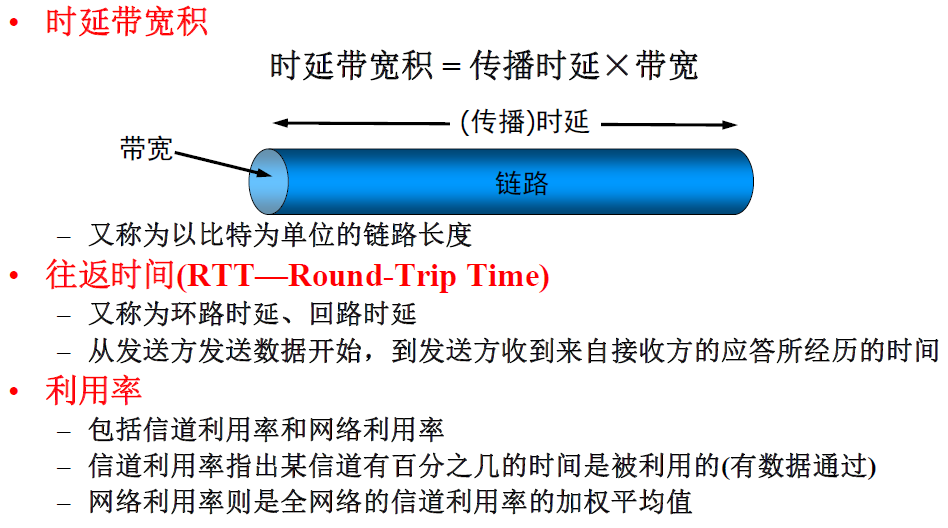 • 时延带宽积
时延带宽积 = 传播时延×带宽
(传播)时延
带宽
链路
– 又称为以比特为单位的链路长度
• 往返时间(RTT—Round-Trip Time)
– 又称为环路时延、回路时延
– 从发送方发送数据开始，到发送方收到来自接收方的应答所经历的时间
• 利用率
– 包括信道利用率和网络利用率
– 信道利用率指出某信道有百分之几的时间是被利用的(有数据通过)
– 网络利用率则是全网络的信道利用率的加权平均值